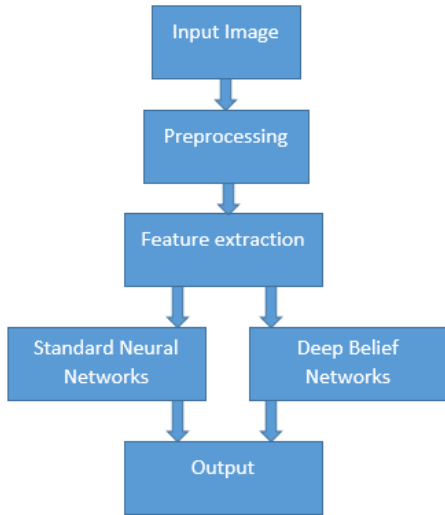 Input Image
Preprocessing
Feature extraction
Standard Neural
Networks
Deep Belief
Networks
Output